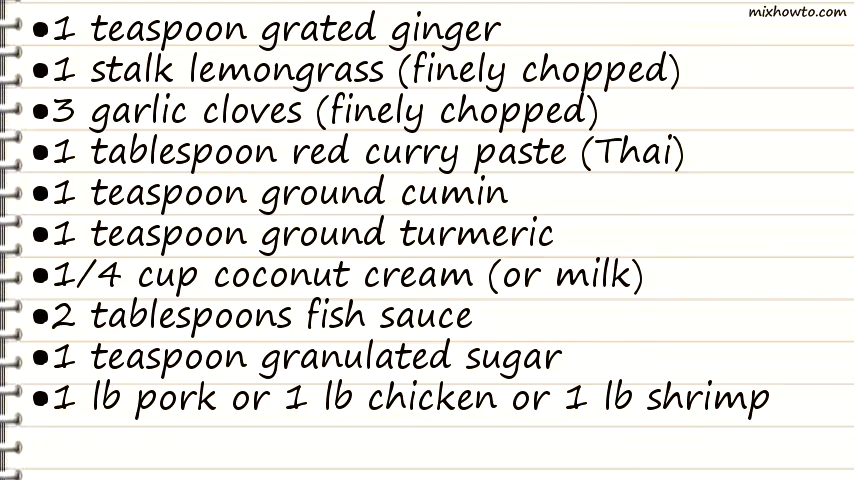 mixhowto.com
•1 teaspoon grated ginger
•1 stalk lemongrass (finely chopped)
•3 garlic cloves (finely chopped)
•1 tablespoon red curry paste (Thai)
•1 teaspoon ground cumin
•1 teaspoon ground turmeric
•1/4 cup coconut cream (or milk)
•2 tablespoons fish sauce
•1 teaspoon granulated sugar
•1 lb pork or 1 lb chicken or 1 lb shrimp